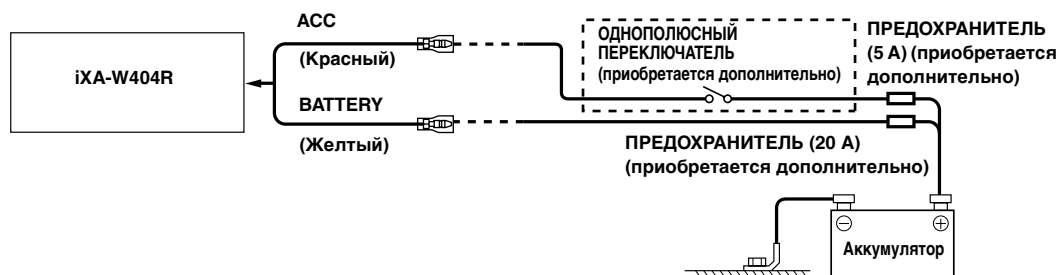 ACC
(Красный)
iXA-W404R
BATTERY
(Желтый)
ОДНОПОЛЮСНЫЙ
ПЕРЕКЛЮЧАТЕЛЬ
(приобретается дополнительно)
ПРЕДОХРАНИТЕЛЬ
(5 А) (приобретается
дополнительно)
ПРЕДОХРАНИТЕЛЬ (20 А)
(приобретается дополнительно)
Аккумулятор